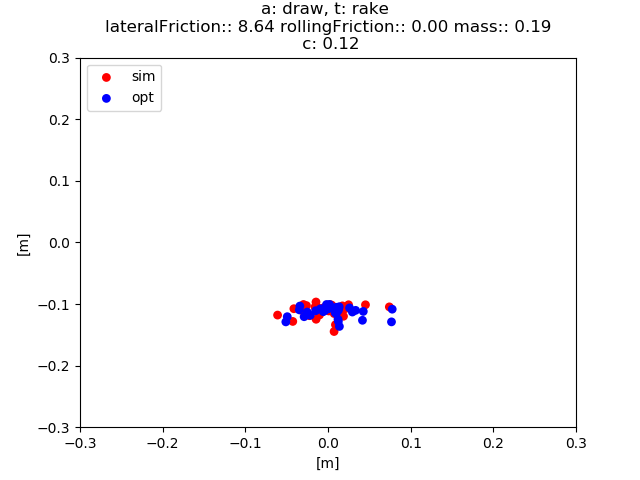 a: draw, t: rake
lateralFriction:: 8.64 rollingFriction:: 0.00 mass:: 0.19
c: 0.12
sim
opt
0.3
0.2
0.1
0.0
−0.1
−0.2
−0.3
[m]
−0.3 −0.2 −0.1 0.0 0.1 0.2 0.3
[m]